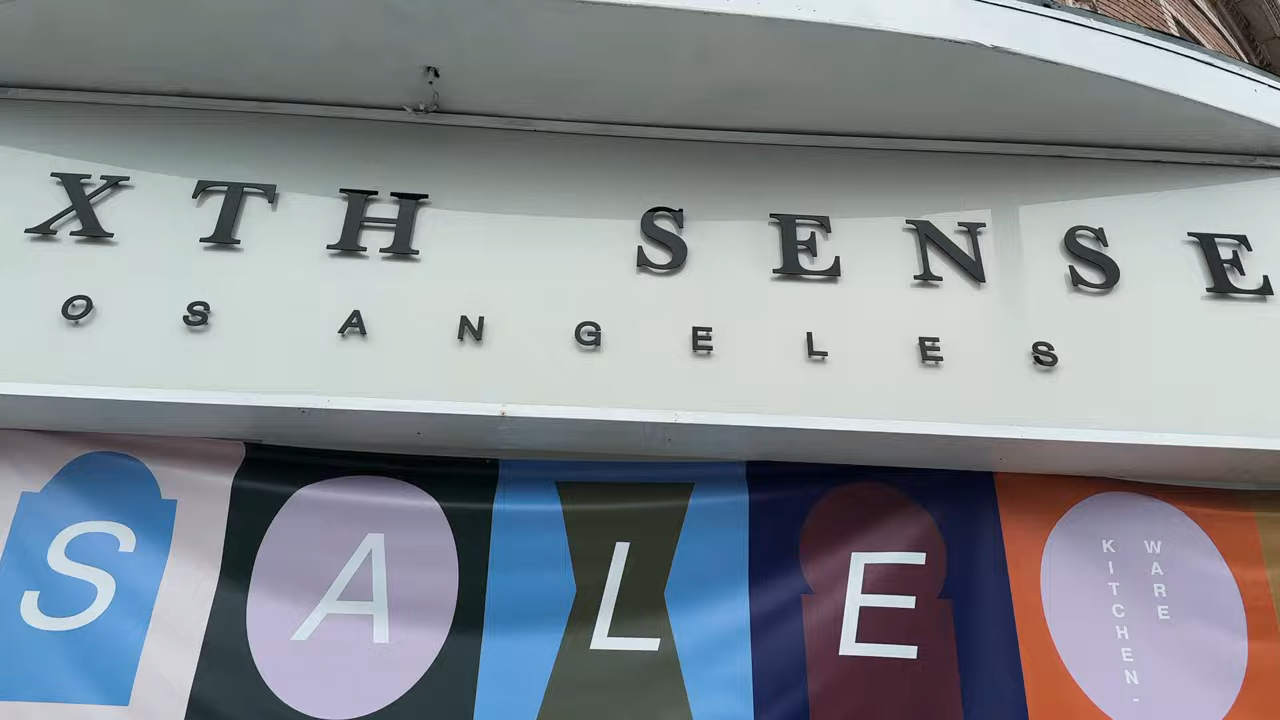 XTH SENSE
OS ANGELES
SALE
KITCHEN-
WARE